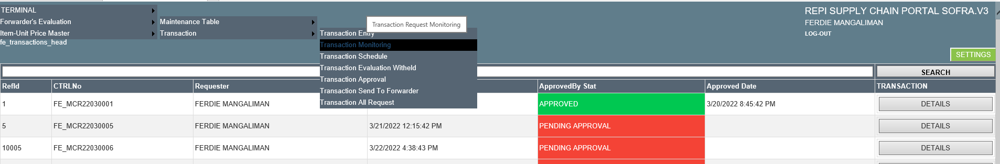 TERMINAL
Forwarder's Evaluation
Item-Unit Price Master
fe_transactions_head
Maintenance Table
Transaction
Transaction Request Monitoring
Transaction Entry
Transaction Monitoring
Transaction Schedule
Transaction Evaluation Witheld
Transaction Approval
Transaction Send To Forwarder
Transaction All Request
REPI SUPPLY CHAIN PORTAL SOFRA.V3
FERDIE MANGALIMAN
LOG-OUT
SETTINGS
SEARCH
RefId CTRLNo Requester ApprovedBy Stat Approved Date TRANSACTION
1 FE_MCR22030001 FERDIE MANGALIMAN APPROVED 3/20/2022 8:45:42 PM DETAILS
5 FE_MCR22030005 FERDIE MANGALIMAN 3/21/2022 12:15:42 PM PENDING APPROVAL DETAILS
10005 FE_MCR22030006 FERDIE MANGALIMAN 3/22/2022 4:38:43 PM PENDING APPROVAL DETAILS